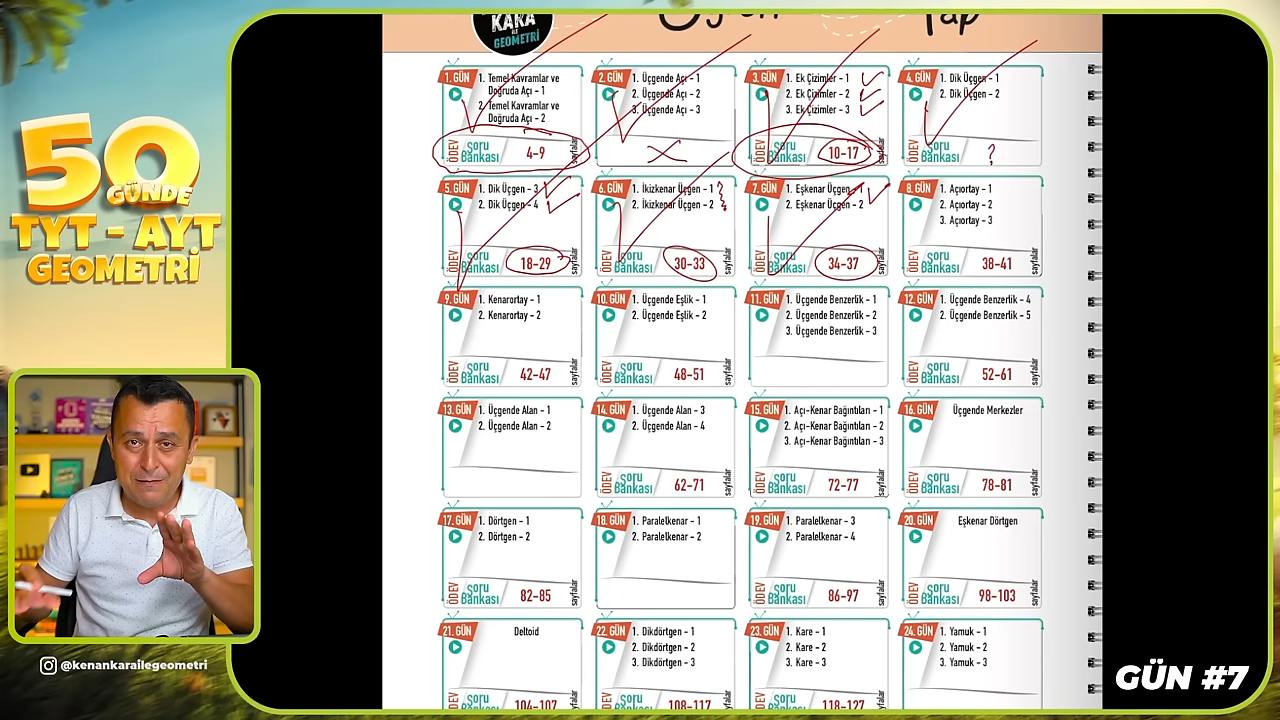 50
GÜNDE
TYT - AYT
GEOMETRİ
@kenankarailegeometri
GÜN #7
KARA
İLE
GEOMETRİ
1. GÜN
1. Temel Kavramlar ve
Doğruda Açı - 1
2. Temel Kavramlar ve
Doğruda Açı - 2
ÖDEV
Soru
Bankası
4-9
sayfalar
2. GÜN
1. Üçgende Açı - 1
2. Üçgende Açı - 2
3. Üçgende Açı - 3
3. GÜN
1. Ek Çizimler - 1
2. Ek Çizimler - 2
3. Ek Çizimler - 3
ÖDEV
Soru
Bankası
10-17
sayfalar
4. GÜN
1. Dik Üçgen - 1
2. Dik Üçgen - 2
ÖDEV
Soru
Bankası
?
5. GÜN
1. Dik Üçgen - 3
2. Dik Üçgen - 4
ÖDEV
Soru
Bankası
18-29
sayfalar
6. GÜN
1. İkizkenar Üçgen - 1
2. İkizkenar Üçgen - 2
ÖDEV
Soru
Bankası
30-33
sayfalar
7. GÜN
1. Eşkenar Üçgen
2. Eşkenar Üçgen - 2
ÖDEV
Soru
Bankası
34-37
sayfalar
8. GÜN
1. Açıortay - 1
2. Açıortay - 2
3. Açıortay - 3
ÖDEV
Soru
Bankası
38-41
sayfalar
9. GÜN
1. Kenarortay - 1
Kenarortay - 2
ÖDEV
Soru
Bankası
42-47
sayfalar
10. GÜN
1. Üçgende Eşlik - 1
2. Üçgende Eşlik - 2
ÖDEV
Soru
Bankası
48-51
sayfalar
11. GÜN
1. Üçgende Benzerlik - 1
2. Üçgende Benzerlik - 2
3. Üçgende Benzerlik - 3
12. GÜN
1. Üçgende Benzerlik - 4
2. Üçgende Benzerlik - 5
ÖDEV
Soru
Bankası
52-61
sayfalar
13. GÜN
1. Üçgende Alan - 1
2. Üçgende Alan - 2
14. GÜN
1. Üçgende Alan - 3
2. Üçgende Alan - 4
ÖDEV
Soru
Bankası
62-71
sayfalar
15. GÜN
1. Açı-Kenar Bağıntıları - 1
2. Açı-Kenar Bağıntıları - 2
3. Açı-Kenar Bağıntıları - 3
ÖDEV
Soru
Bankası
72-77
sayfalar
16. GÜN
Üçgende Merkezler
ÖDEV
Soru
Bankası
78-81
sayfalar
17. GÜN
1. Dörtgen - 1
2. Dörtgen - 2
ÖDEV
Soru
Bankası
82-85
sayfalar
18. GÜN
1. Paralelkenar - 1
2. Paralelkenar - 2
19. GÜN
1. Paralelkenar - 3
2. Paralelkenar - 4
ÖDEV
Soru
Bankası
86-97
sayfalar
20. GÜN
Eşkenar Dörtgen
ÖDEV
Soru
Bankası
98-103
sayfalar
21. GÜN
Deltoid
104-107
22. GÜN
1. Dikdörtgen - 1
2. Dikdörtgen - 2
3. Dikdörtgen - 3
108-117
23. GÜN
1. Kare - 1
2. Kare - 2
3. Kare - 3
118-127
24. GÜN
1. Yamuk - 1
2. Yamuk - 2
3. Yamuk - 3